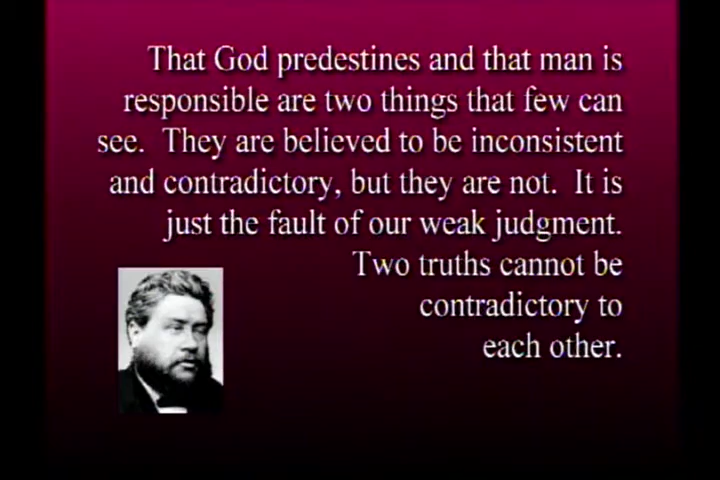 That God predestines and that man is
responsible are two things that few can
see. They are believed to be inconsistent
and contradictory, but they are not. It is
just the fault of our weak judgment.
Two truths cannot be
contradictory to
each other.